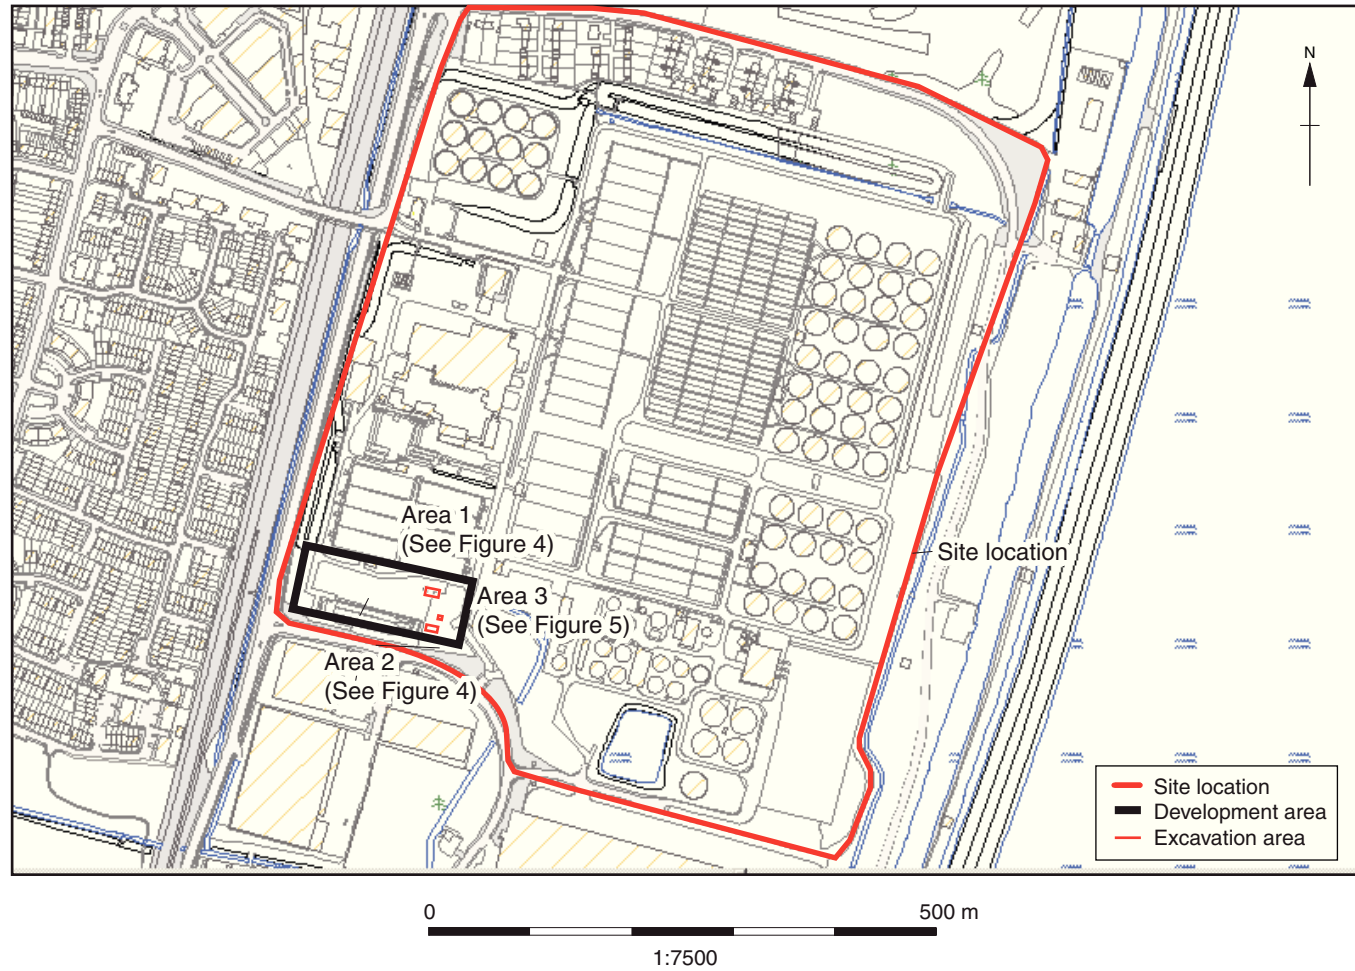 N
Area 1
(See Figure 4)
Site location
Area 3
(See Figure 5)
Area 2
(See Figure 4)
Site location
Development area
Excavation area
0
500 m
1:7500